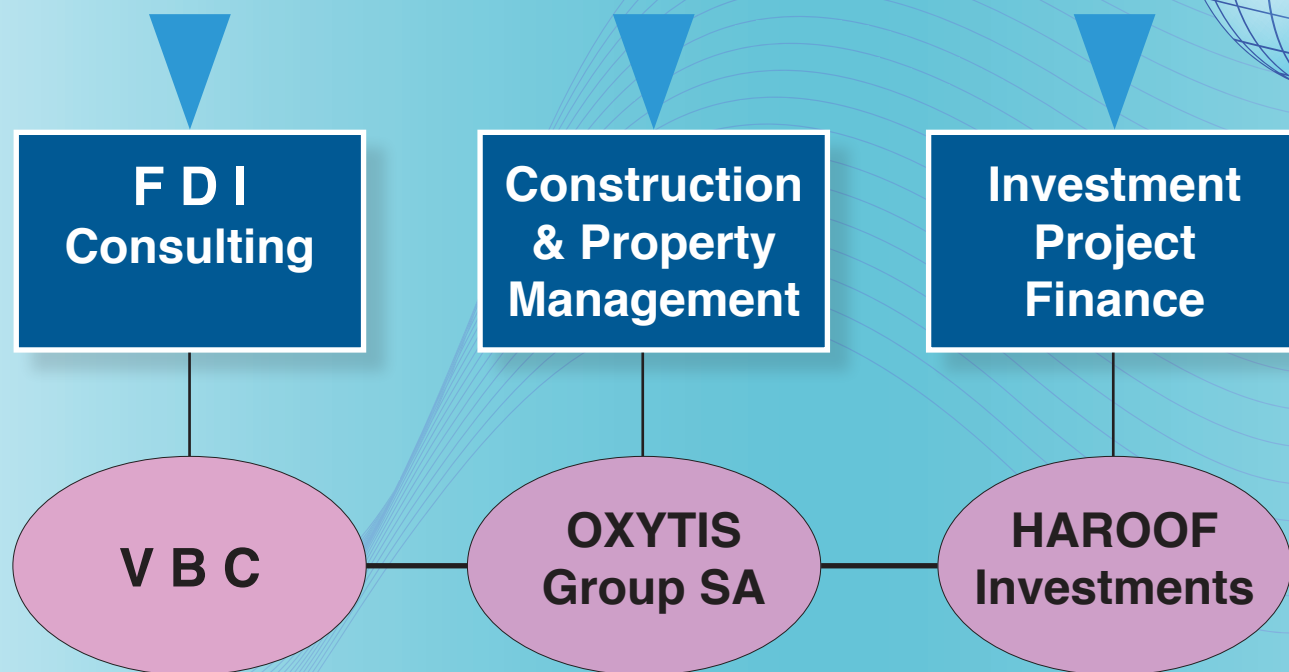 F D I
Consulting
Construction
& Property
Management
Investment
Project
Finance
V B C
OXYTIS
Group SA
HAROOF
Investments